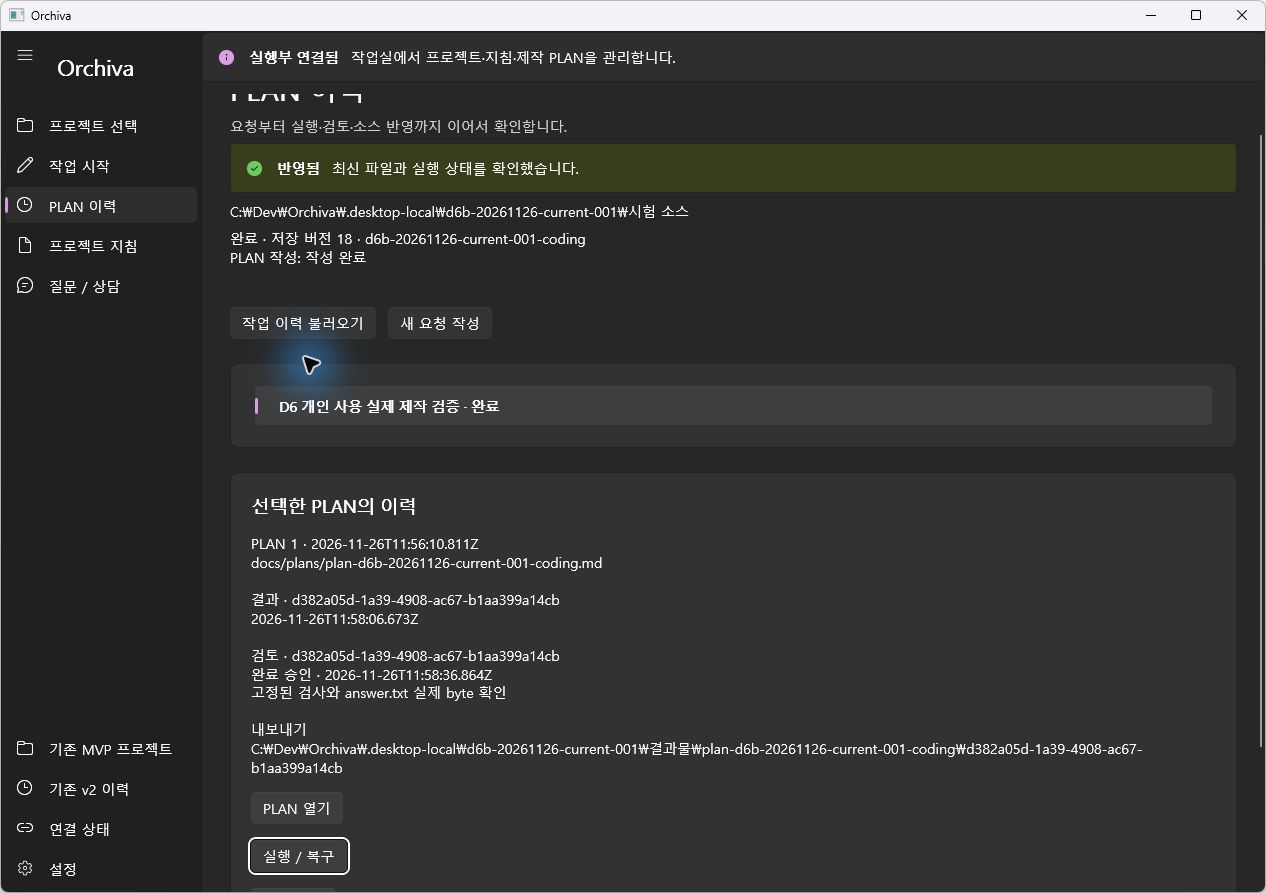 Orchiva
Orchiva
프로젝트 선택
작업 시작
PLAN 이력
프로젝트 지침
질문 / 상담
기존 MVP 프로젝트
기존 v2 이력
연결 상태
설정
실행부 연결됨 작업실에서 프로젝트·지침·제작 PLAN을 관리합니다.
PLAN 이력
요청부터 실행·검토·소스 반영까지 이어서 확인합니다.
반영됨 최신 파일과 실행 상태를 확인했습니다.
C:₩Dev₩Orchiva₩.desktop-local₩d6b-20261126-current-001₩시험 소스
완료 · 저장 버전 18 · d6b-20261126-current-001-coding
PLAN 작성: 작성 완료
작업 이력 불러오기 새 요청 작성
D6 개인 사용 실제 제작 검증 · 완료
선택한 PLAN의 이력
PLAN 1 · 2026-11-26T11:56:10.811Z
docs/plans/plan-d6b-20261126-current-001-coding.md
결과 · d382a05d-1a39-4908-ac67-b1aa399a14cb
2026-11-26T11:58:06.673Z
검토 · d382a05d-1a39-4908-ac67-b1aa399a14cb
완료 승인 · 2026-11-26T11:58:36.864Z
고정된 검사와 answer.txt 실제 byte 확인
내보내기
C:₩Dev₩Orchiva₩.desktop-local₩d6b-20261126-current-001₩결과물₩plan-d6b-20261126-current-001-coding₩d382a05d-1a39-4908-ac67-
b1aa399a14cb
PLAN 열기
실행 / 복구